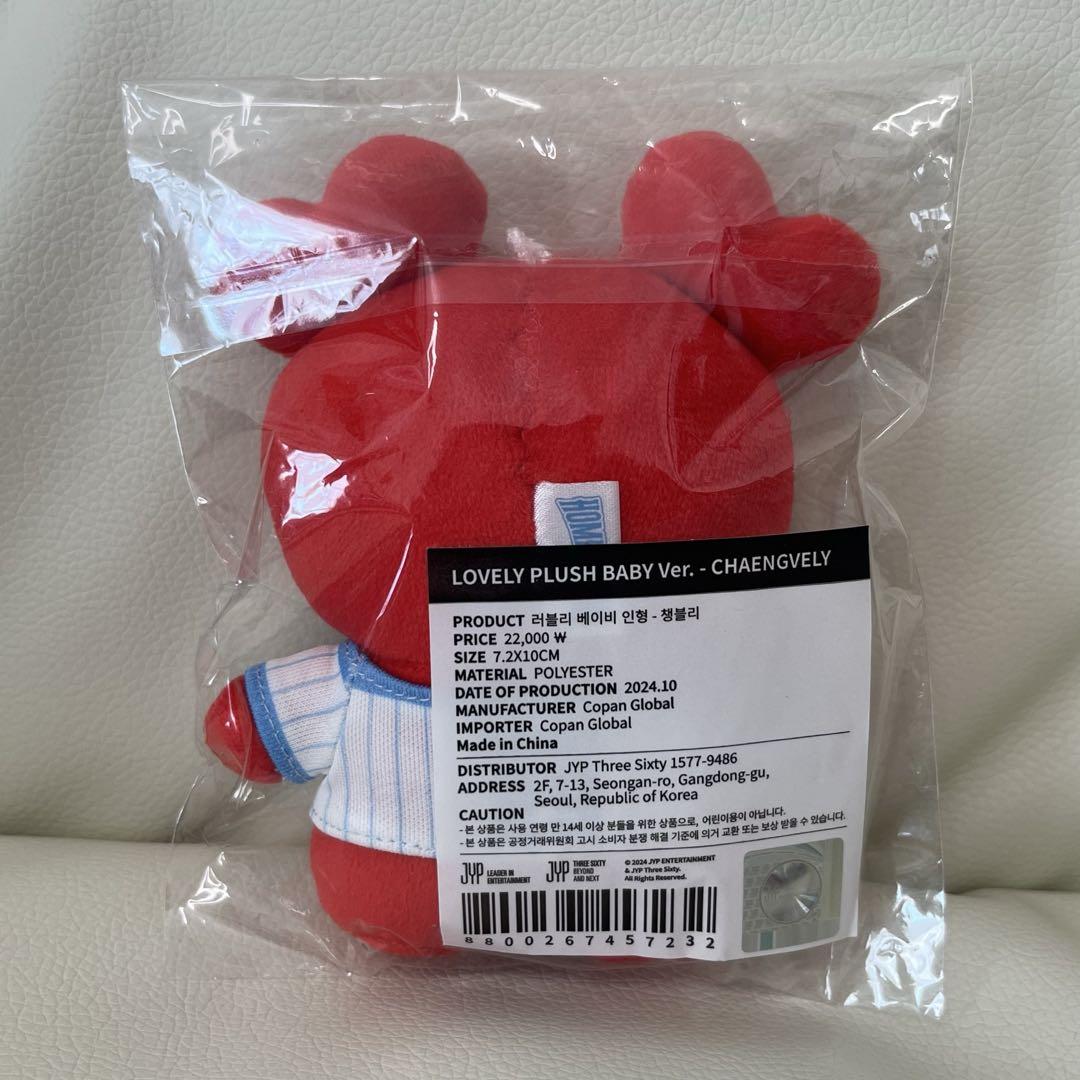 HOM
LOVELY PLUSH BABY Ver. - CHAENGVELY
PRODUCT 러블리 베이비 인형 - 챙블리
PRICE 22,000 ₩
SIZE 7.2X10CM
MATERIAL POLYESTER
DATE OF PRODUCTION 2024.10
MANUFACTURER Copan Global
IMPORTER Copan Global
Made in China
DISTRIBUTOR JYP Three Sixty 1577-9486
ADDRESS 2F, 7-13, Seongan-ro, Gangdong-gu,
Seoul, Republic of Korea
CAUTION
- 본 상품은 사용 연령 만 14세 이상 분들을 위한 상품으로, 어린이용이 아닙니다.
- 본 상품은 공정거래위원회 고시 소비자 분쟁 해결 기준에 의거 교환 또는 보상 받을 수 있습니다.
JYP LEADER IN
ENTERTAINMENT
JYP THREE SIXTY
BEYOND
AND NEXT
© 2024 JYP ENTERTAINMENT
& JYP Three Sixty.
All Rights Reserved.
8800267457232